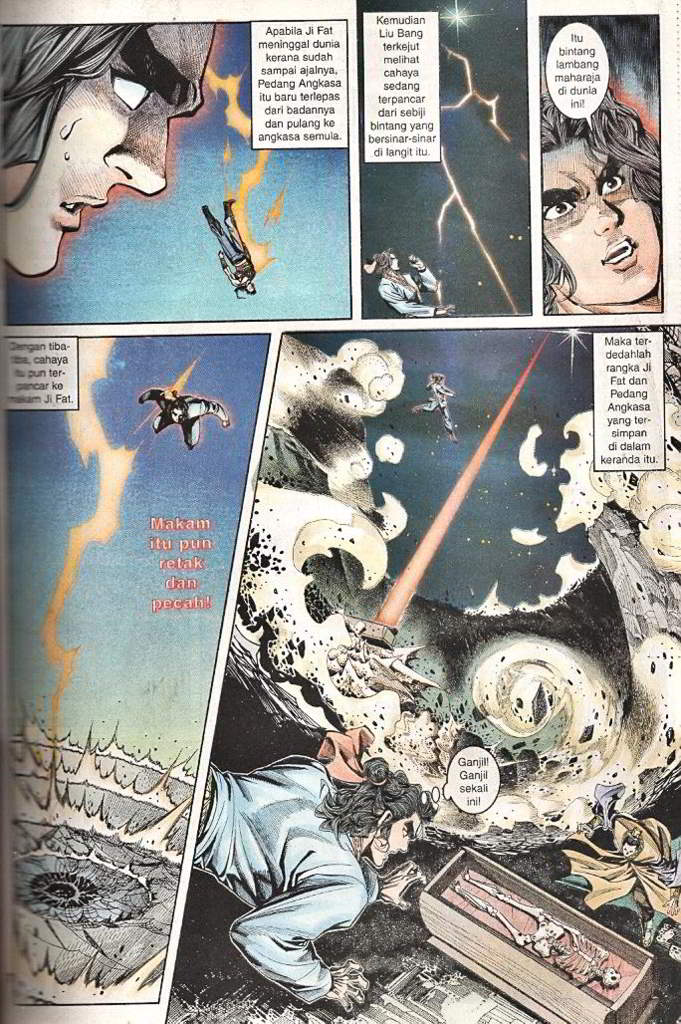 Apabila Ji Fat
meninggal dunia
kerana sudah
sampai ajalnya,
Pedang Angkasa
itu baru terlepas
dari badannya
dan pulang ke
angkasa semula.
Kemudian
Liu Bang
terkejut
melihat
cahaya
sedang
terpancar
dari sebiji
bintang yang
bersinar-sinar
di langit itu.
Itu
bintang
lambang
maharaja
di dunia
ini!
Dengan tiba-
tiba, cahaya
itu pun ter-
pancar ke
makam Ji Fat.
Makam
itu pun
retak
dan
pecah!
Maka ter-
dedahlah
rangka Ji
Fat dan
Pedang
Angkasa
yang ter-
simpan
di dalam
keranda itu.
Ganjil!
Ganjil
sekali
ini!